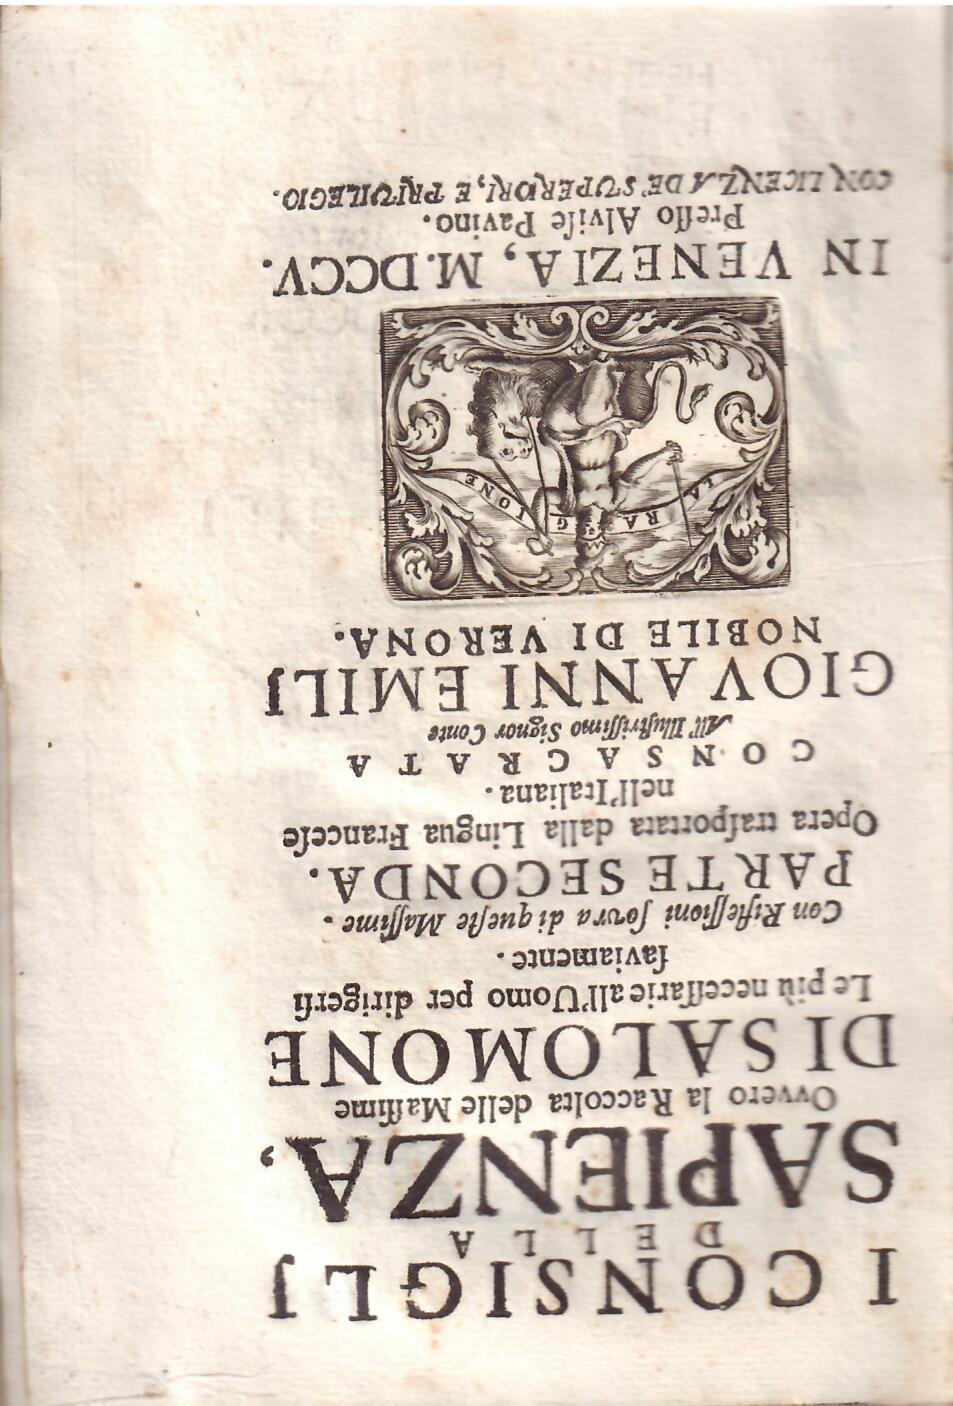 I CONSIGLJ
DELLA
SAPIENZA,
Ovvero la Raccolta delle Massime
DI SALOMONE
Le più necessarie all'Uomo per dirigersi
saviamente.
Con Riflessioni sovra di queste Massime.
PARTE SECONDA.
Opera trasportata dalla Lingua Francese
nell'Italiana.
CONSACRATA
All'Illustrissimo Signor Conte
GIOVANNI EMILJ
NOBILE DI VERONA.
LA RAGIONE
IN VENEZIA, M.DCCV.
Presso Alvise Pavino.
CON LICENZA DE' SUPERIORI, E PRIVILEGIO.